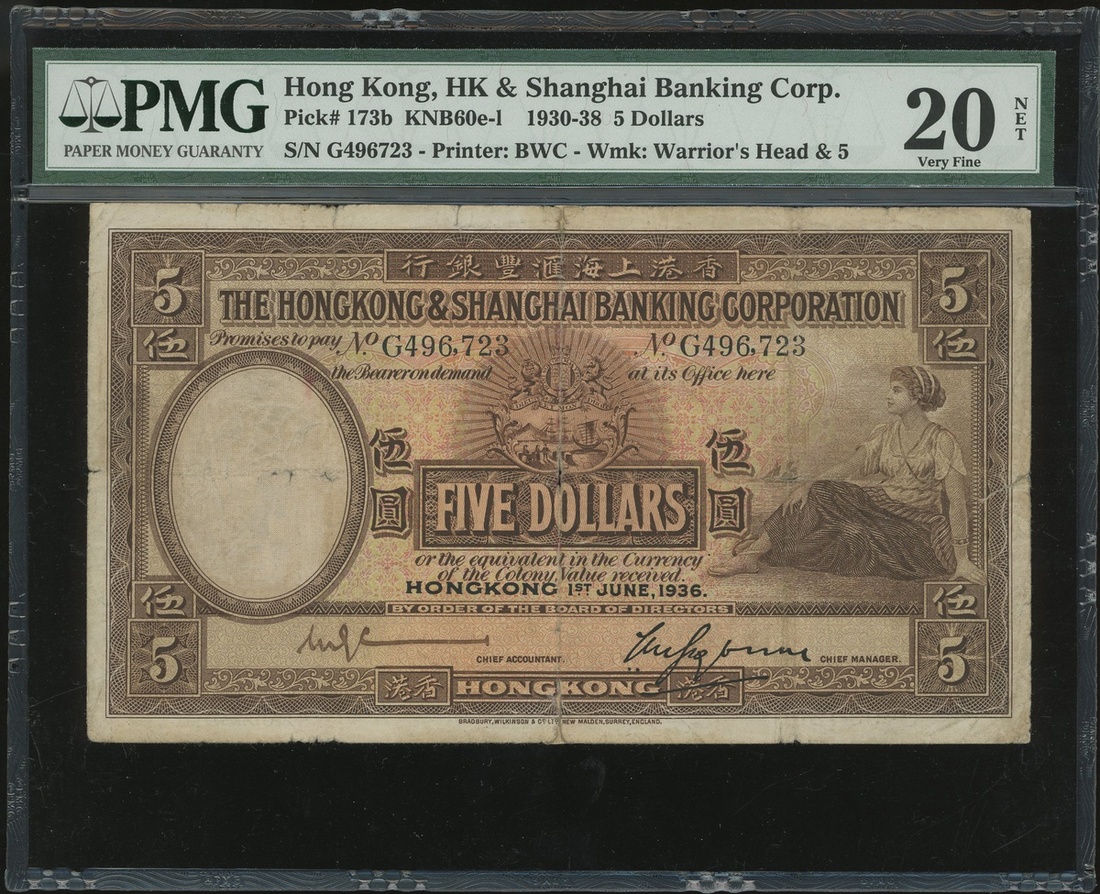 PMG
PAPER MONEY GUARANTY
Hong Kong, HK & Shanghai Banking Corp.
Pick# 173b KNB60e-l 1930-38 5 Dollars
S/N G496723 - Printer: BWC - Wmk: Warrior's Head & 5
20
Very Fine
NET
行銀豐滙海上港香
5
5
THE HONGKONG & SHANGHAI BANKING CORPORATION
伍
伍
Promises to pay
No G496,723
No G496,723
the Bearer on demand
at its Office here
伍圓
伍圓
FIVE DOLLARS
or the equivalent in the Currency
of the Colony, Value received.
HONGKONG 1ST JUNE, 1936.
BY ORDER OF THE BOARD OF DIRECTORS
伍
伍
CHIEF ACCOUNTANT.
CHIEF MANAGER.
5
5
港香
HONGKONG
港香
BRADBURY, WILKINSON & Co LTD NEW MALDEN, SURREY, ENGLAND.